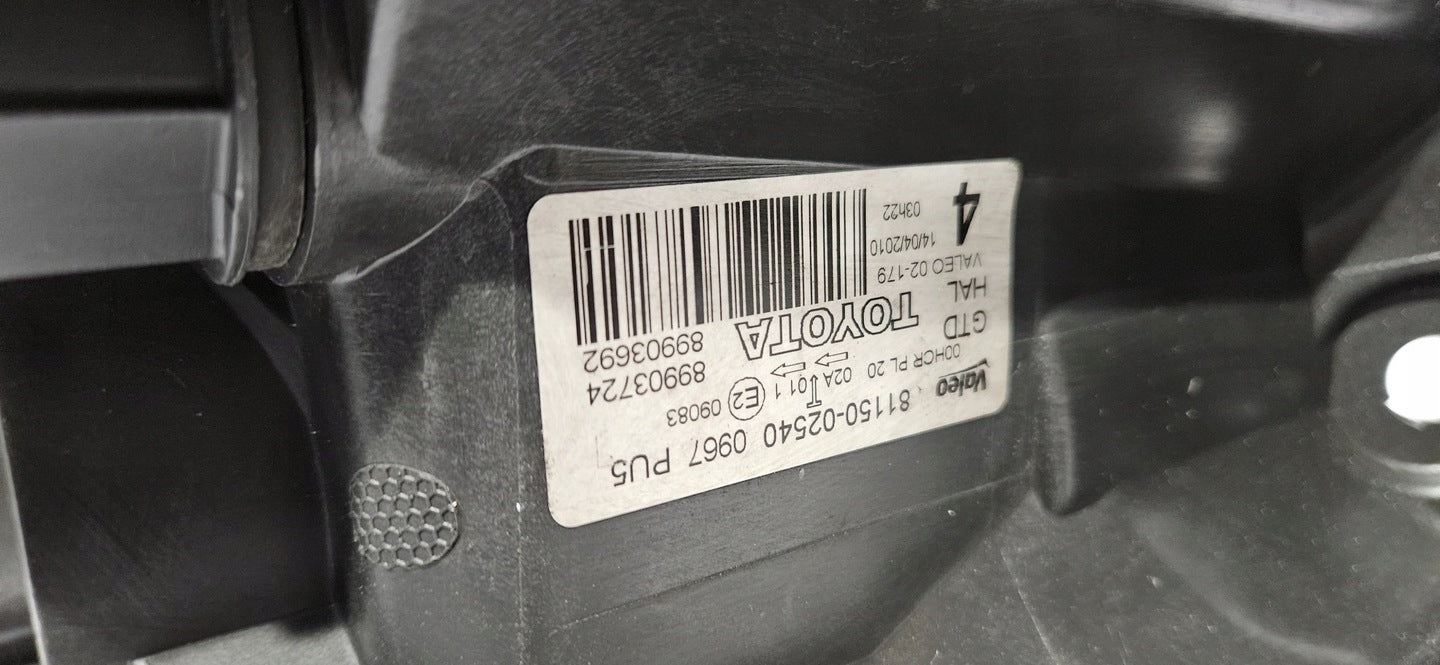 Valeo 81150-02540 0967 PU5
00HCR PL 20 02A 01 1 E2 09083
GTD
HAL
TOYOTA
89903724
89903692
VALEO 02-179
14/04/2010
03h22
4